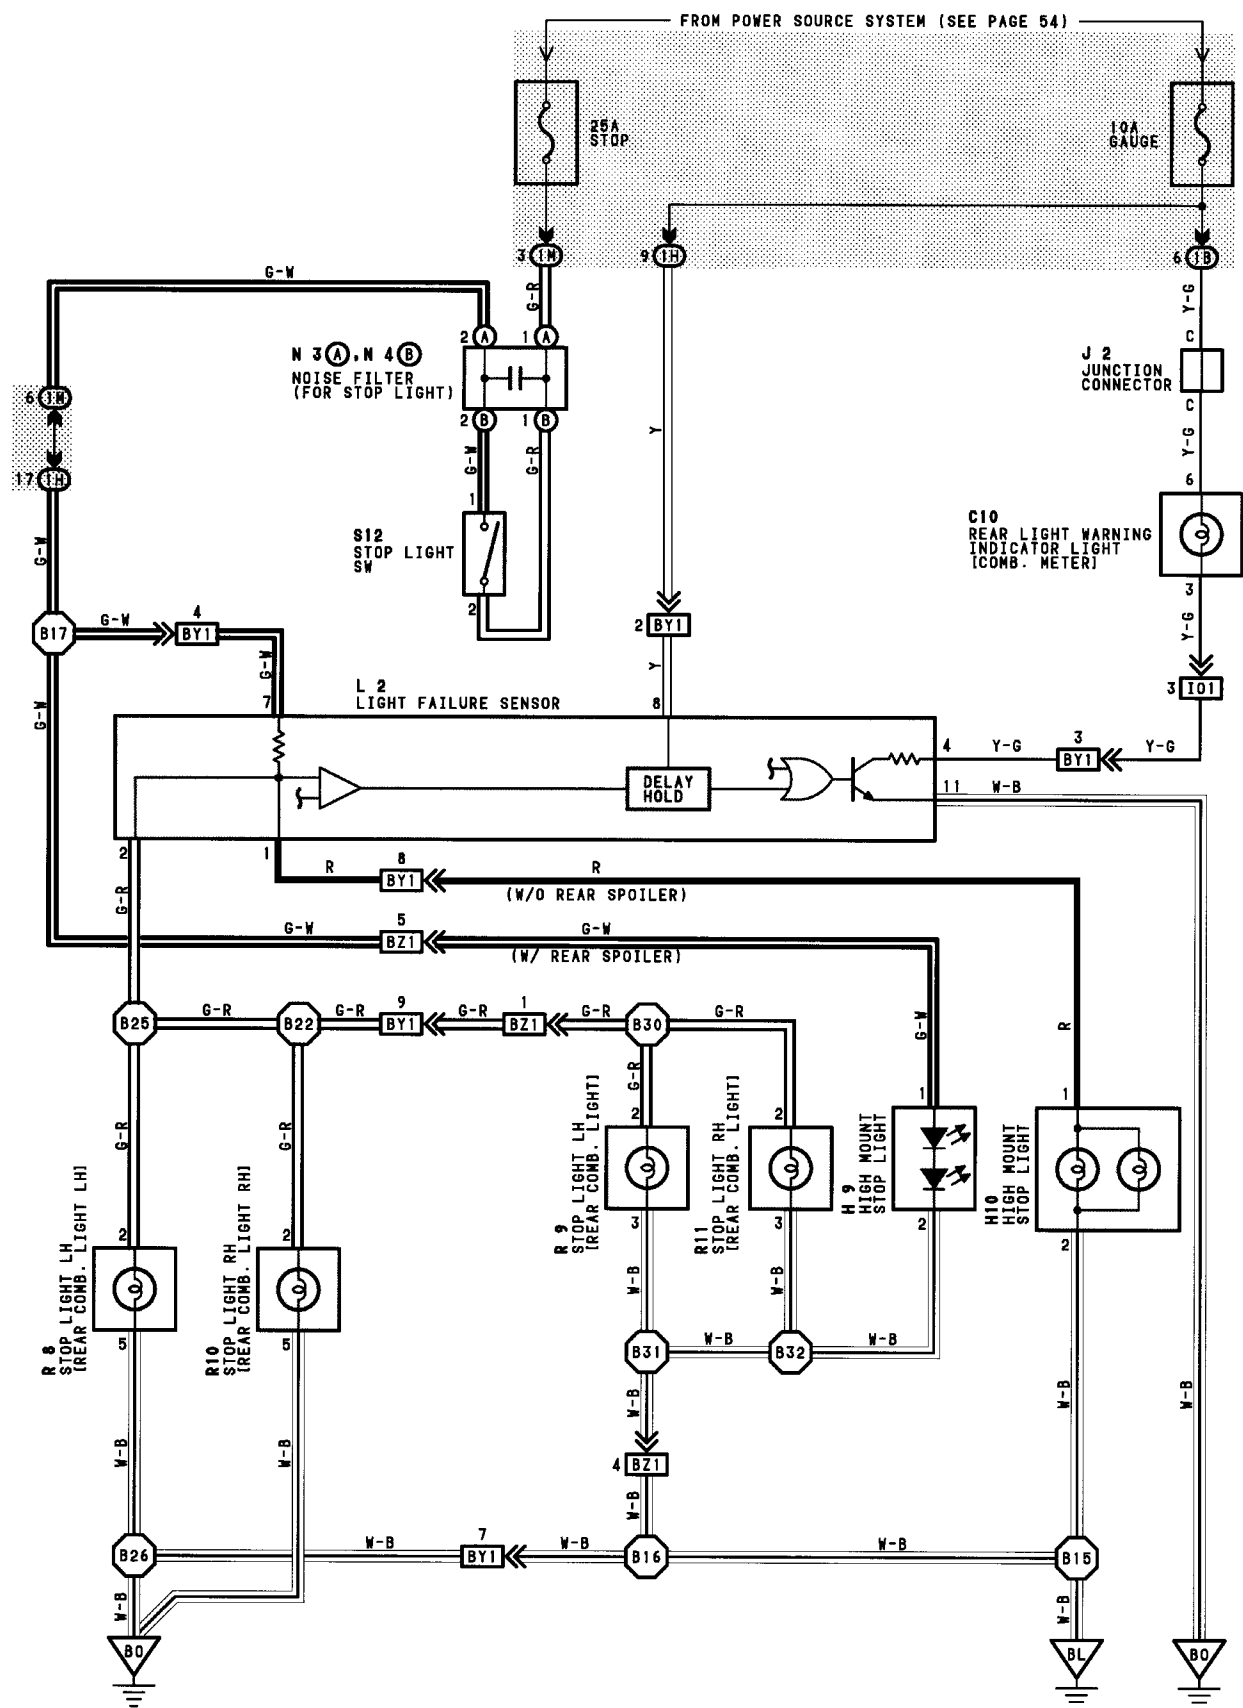 FROM POWER SOURCE SYSTEM (SEE PAGE 54)
25A
STOP
10A
GAUGE
3 1M
9 1H
6 1B
G-W
G-R
Y-G
N 3 A, N 4 B
NOISE FILTER
(FOR STOP LIGHT)
2 A
1 A
2 B
1 B
C
J 2
JUNCTION
CONNECTOR
C
6 1M
17 1H
G-W
G-R
Y
Y-G
6
1
S12
STOP LIGHT
SW
2
C10
REAR LIGHT WARNING
INDICATOR LIGHT
[COMB. METER]
3
G-W
B17
G-W
4
BY1
G-W
2 BY1
Y
Y-G
3 IO1
G-W
L 2
LIGHT FAILURE SENSOR
7
8
DELAY
HOLD
4
Y-G
3
BY1
Y-G
11
W-B
2
1
G-R
R
8
BY1
R
(W/O REAR SPOILER)
G-W
5
BZ1
G-W
(W/ REAR SPOILER)
B25
G-R
B22
G-R
9
BY1
G-R
1
BZ1
G-R
B30
G-R
G-W
R
G-R
2
R 9
STOP LIGHT LH
[REAR COMB. LIGHT]
3
2
R11
STOP LIGHT RH
[REAR COMB. LIGHT]
3
1
H 9
HIGH MOUNT
STOP LIGHT
2
1
H10
HIGH MOUNT
STOP LIGHT
2
G-R
G-R
2
R 8
STOP LIGHT LH
[REAR COMB. LIGHT LH]
5
2
R10
STOP LIGHT RH
[REAR COMB. LIGHT RH]
5
W-B
W-B
B31
W-B
B32
W-B
W-B
W-B
W-B
4 BZ1
W-B
W-B
W-B
B26
W-B
7
BY1
W-B
B16
W-B
B15
W-B
W-B
BO
BL
BO